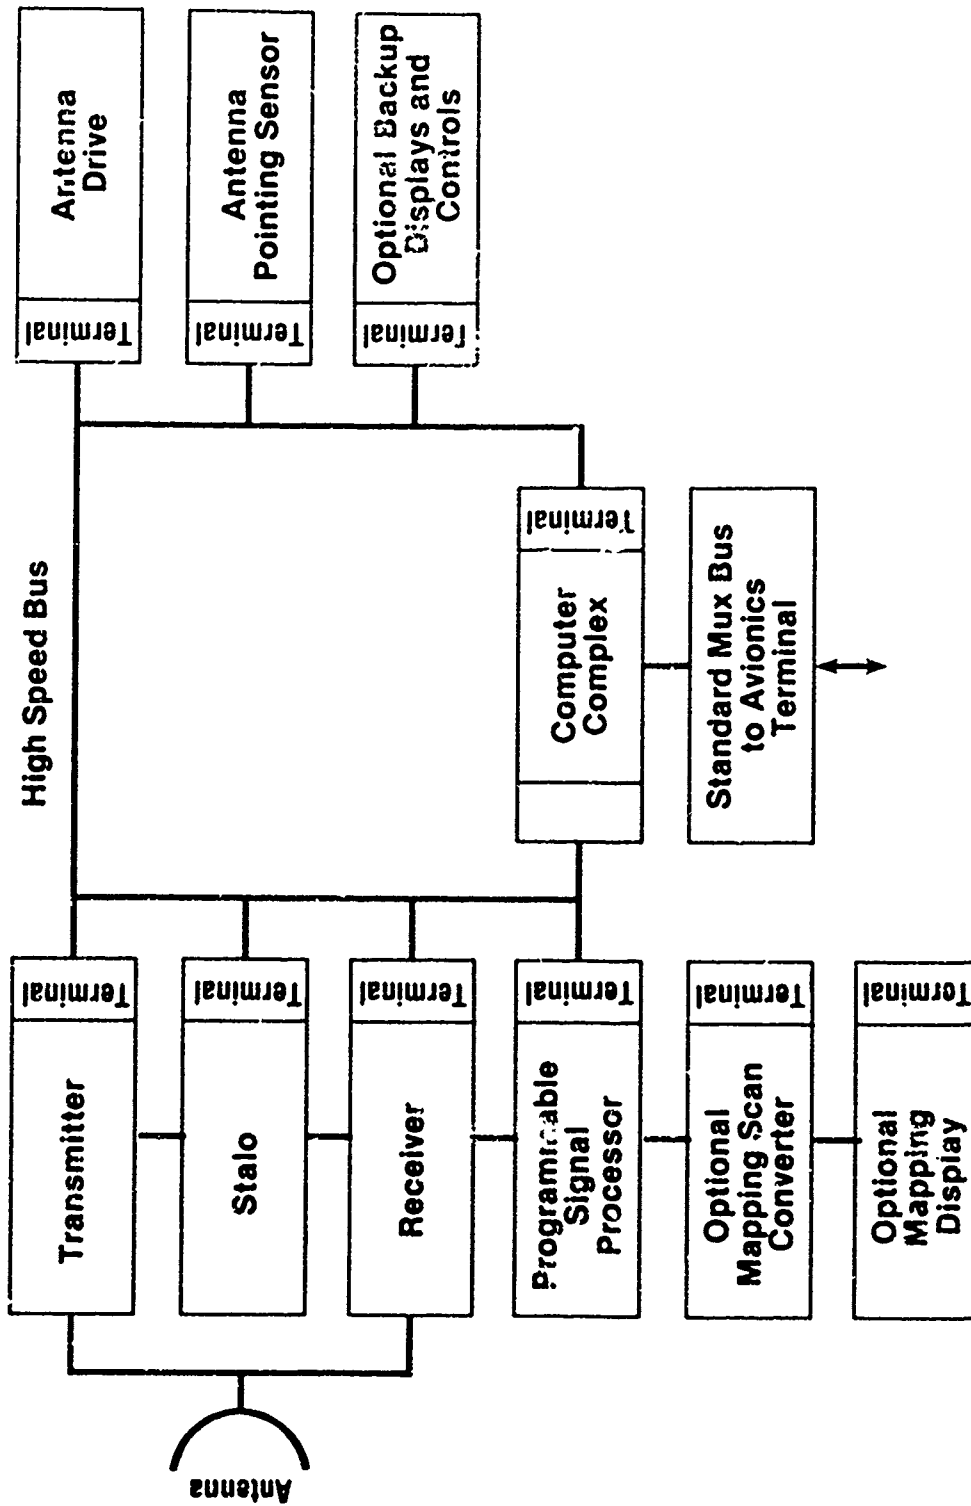 High Speed Bus
Antenna
Transmitter
Terminal
Stalo
Terminal
Receiver
Terminal
Programmable
Signal
Processor
Terminal
Optional
Mapping Scan
Converter
Terminal
Optional
Mapping
Display
Terminal
Computer
Complex
Terminal
Standard Mux Bus
to Avionics
Terminal
Terminal
Antenna
Drive
Terminal
Antenna
Pointing Sensor
Terminal
Optional Backup
Displays and
Controls